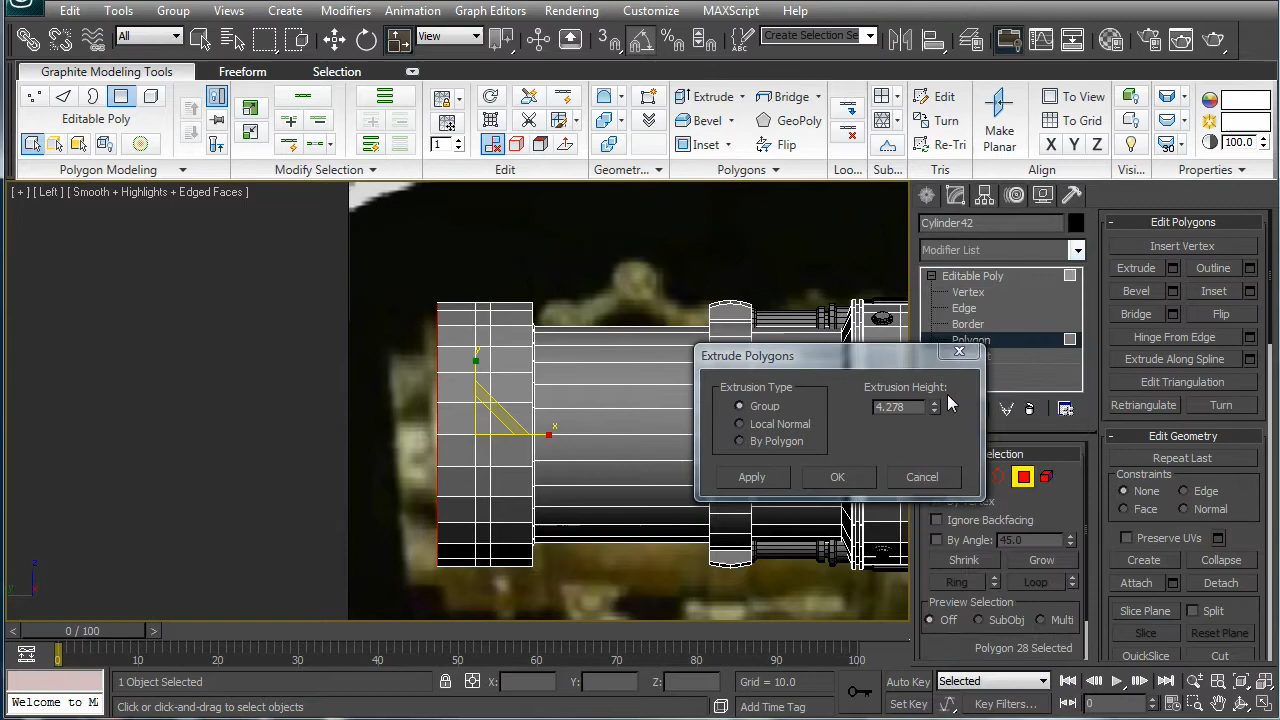 Edit Tools Group Views Create Modifiers Animation Graph Editors Rendering Customize MAXScript Help
All View 3 Create Selection Se
Graphite Modeling Tools Freeform Selection
Extrude Bridge Edit To View
Editable Poly Bevel GeoPoly Turn Make Planar To Grid
1 Inset Flip Re-Tri X Y Z 100.0
Polygon Modeling Modify Selection Edit Geometry... Polygons Loo... Sub... Tris Align Visi... Properties
[ + ] [ Left ] [ Smooth + Highlights + Edged Faces ]
Cylinder42
Modifier List
Editable Poly
Vertex
Edge
Border
Polygon
Edit Polygons
Insert Vertex
Extrude Outline
Bevel Inset
Bridge Flip
Hinge From Edge
Edit Along Spline
Edit Triangulation
Retriangulate Turn
Edit Geometry
Repeat Last
Constraints
None Edge
Face Normal
Preserve UVs
Create Collapse
Attach Detach
Slice Plane Split
Slice Reset Plane
QuickSlice Cut
Extrude Polygons
Extrusion Type Extrusion Height:
Group 4.278
Local Normal
By Polygon
Apply OK Cancel
Selection
Ignore Backfacing
By Angle: 45.0
Shrink Grow
Ring Loop
Preview Selection
Off SubObj Multi
Polygon 28 Selected
y
x
z
y x
0 / 100
0 10 20 30 40 50 60 70 80 90 100
1 Object Selected X: Y: Z: Grid = 10.0 Auto Key Selected
Welcome to M Click or click-and-drag to select objects Add Time Tag Set Key Key Filters... 0